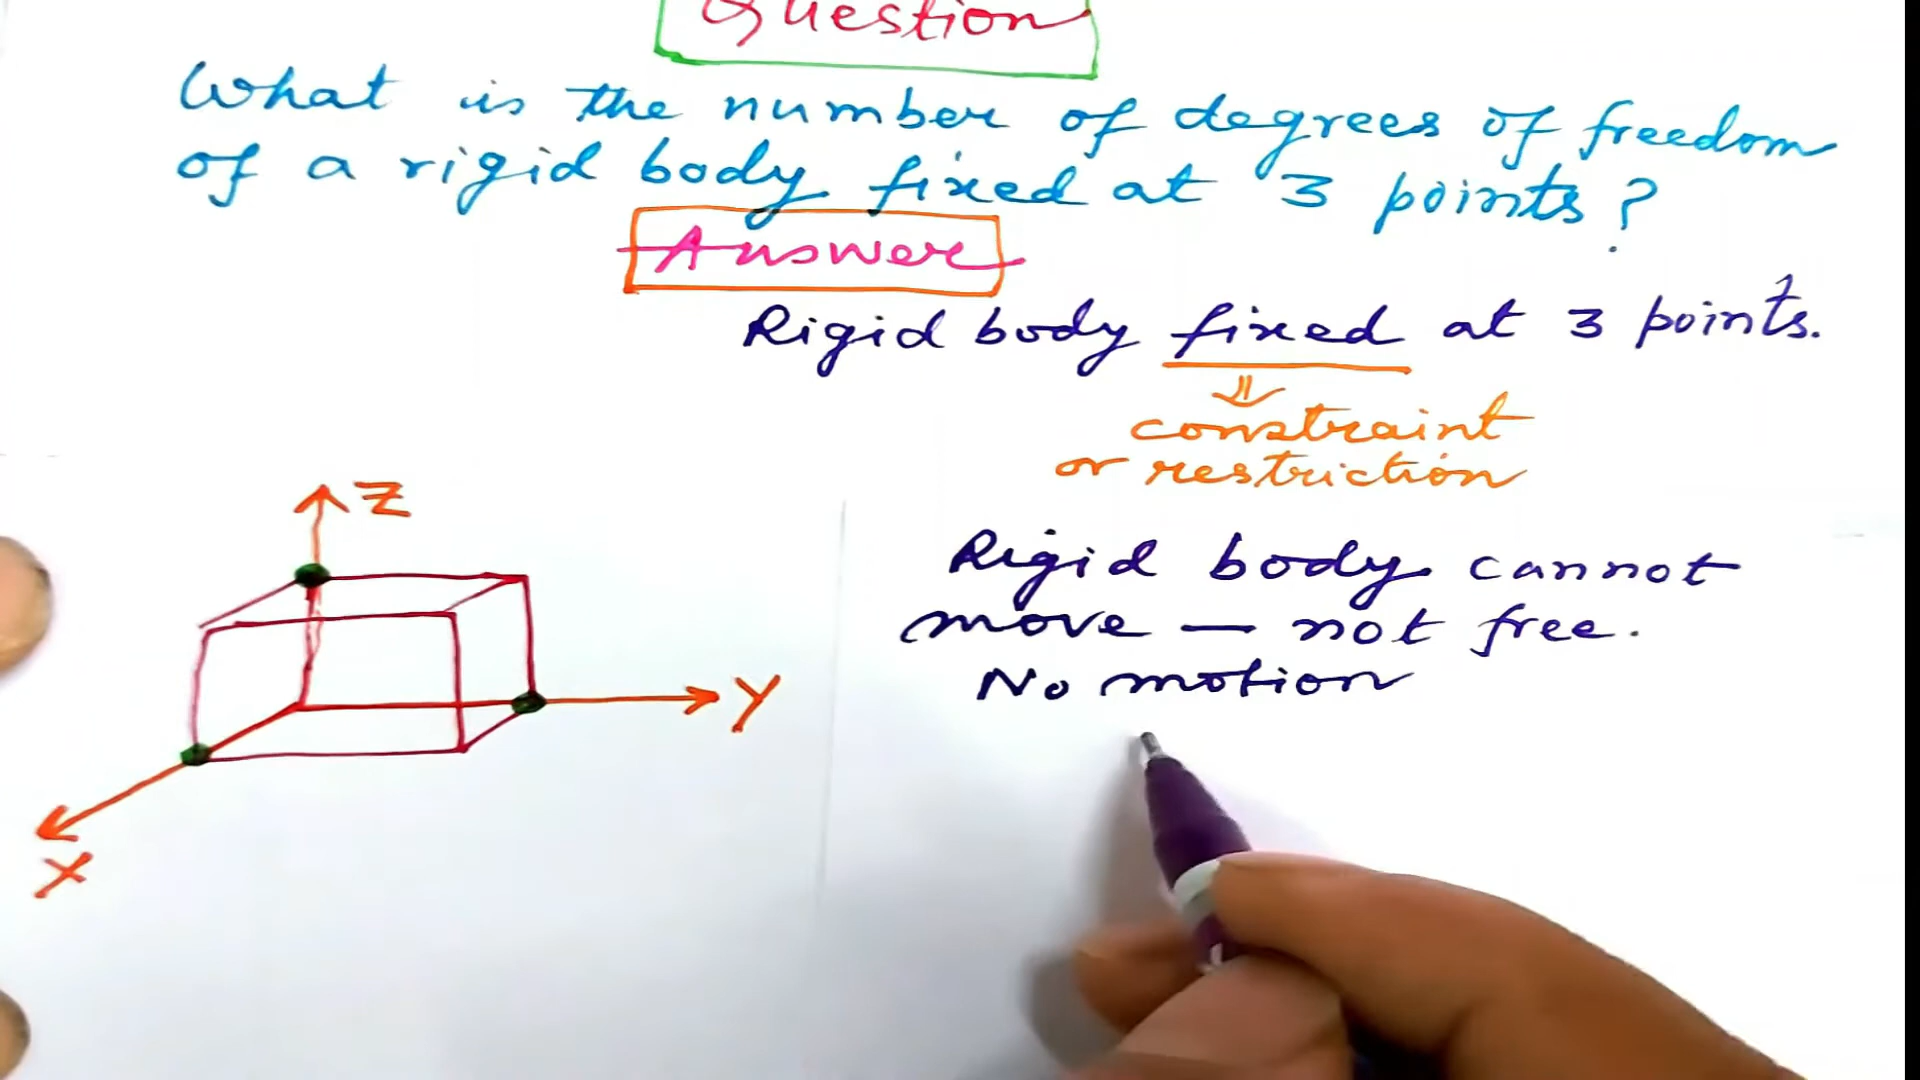 Question
What is the number of degrees of freedom
of a rigid body fixed at 3 points?
Answer
Rigid body fixed at 3 points.
⇓
constraint
or restriction
Z
Rigid body cannot
move — not free.
No motion
Y
X